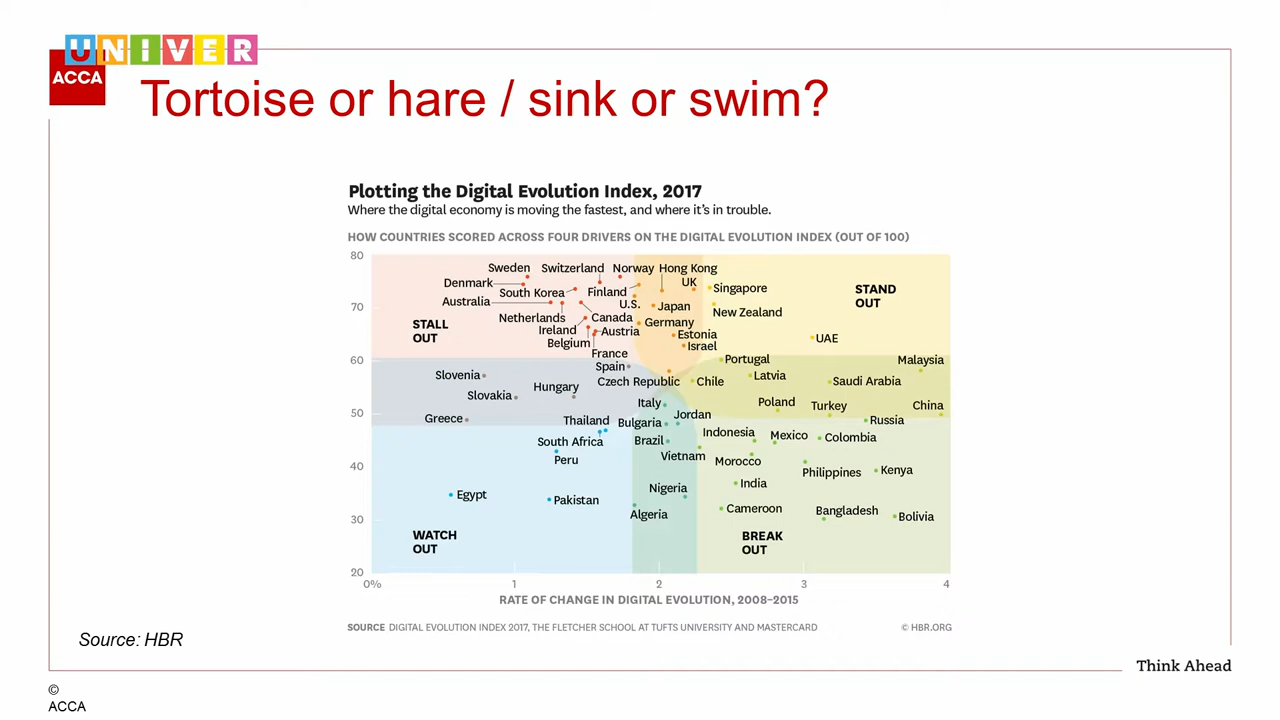 UNIVER
ACCA
Tortoise or hare / sink or swim?
Plotting the Digital Evolution Index, 2017
Where the digital economy is moving the fastest, and where it's in trouble.
HOW COUNTRIES SCORED ACROSS FOUR DRIVERS ON THE DIGITAL EVOLUTION INDEX (OUT OF 100)
80
70
60
50
40
30
20
Sweden
Switzerland
Norway
Hong Kong
Denmark
South Korea
Finland
UK
Singapore
STAND
OUT
Australia
U.S.
Japan
New Zealand
Netherlands
Canada
Germany
STALL
OUT
Ireland
Austria
Estonia
UAE
Belgium
Israel
France
Spain
Portugal
Malaysia
Slovenia
Czech Republic
Chile
Latvia
Saudi Arabia
Hungary
Slovakia
Italy
Poland
Turkey
China
Greece
Thailand
Bulgaria
Jordan
Russia
South Africa
Brazil
Indonesia
Mexico
Colombia
Peru
Vietnam
Morocco
Philippines
Kenya
Egypt
Pakistan
Nigeria
India
Algeria
Cameroon
Bangladesh
Bolivia
WATCH
OUT
BREAK
OUT
0%
1
2
3
4
RATE OF CHANGE IN DIGITAL EVOLUTION, 2008–2015
SOURCE DIGITAL EVOLUTION INDEX 2017, THE FLETCHER SCHOOL AT TUFTS UNIVERSITY AND MASTERCARD
© HBR.ORG
Source: HBR
Think Ahead
©
ACCA